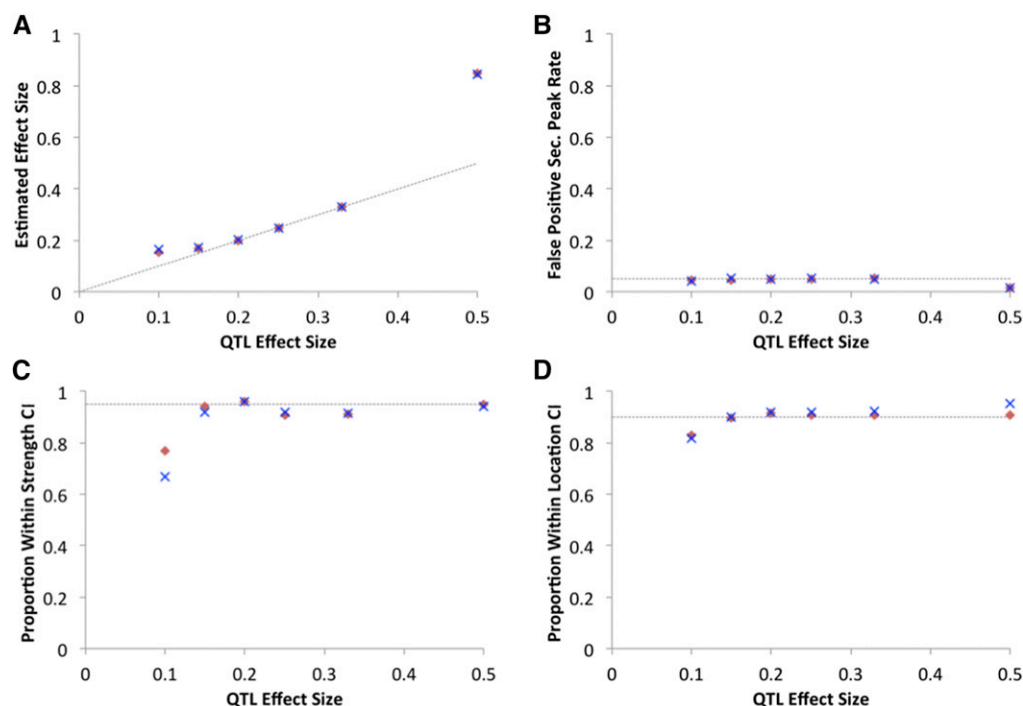 A
Estimated Effect Size
1
0.8
0.6
0.4
0.2
0
0 0.1 0.2 0.3 0.4 0.5
QTL Effect Size
B
False Positive Sec. Peak Rate
1
0.8
0.6
0.4
0.2
0
0 0.1 0.2 0.3 0.4 0.5
QTL Effect Size
C
Proportion Within Strength CI
1
0.8
0.6
0.4
0.2
0
0 0.1 0.2 0.3 0.4 0.5
QTL Effect Size
D
Proportion Within Location CI
1
0.8
0.6
0.4
0.2
0
0 0.1 0.2 0.3 0.4 0.5
QTL Effect Size